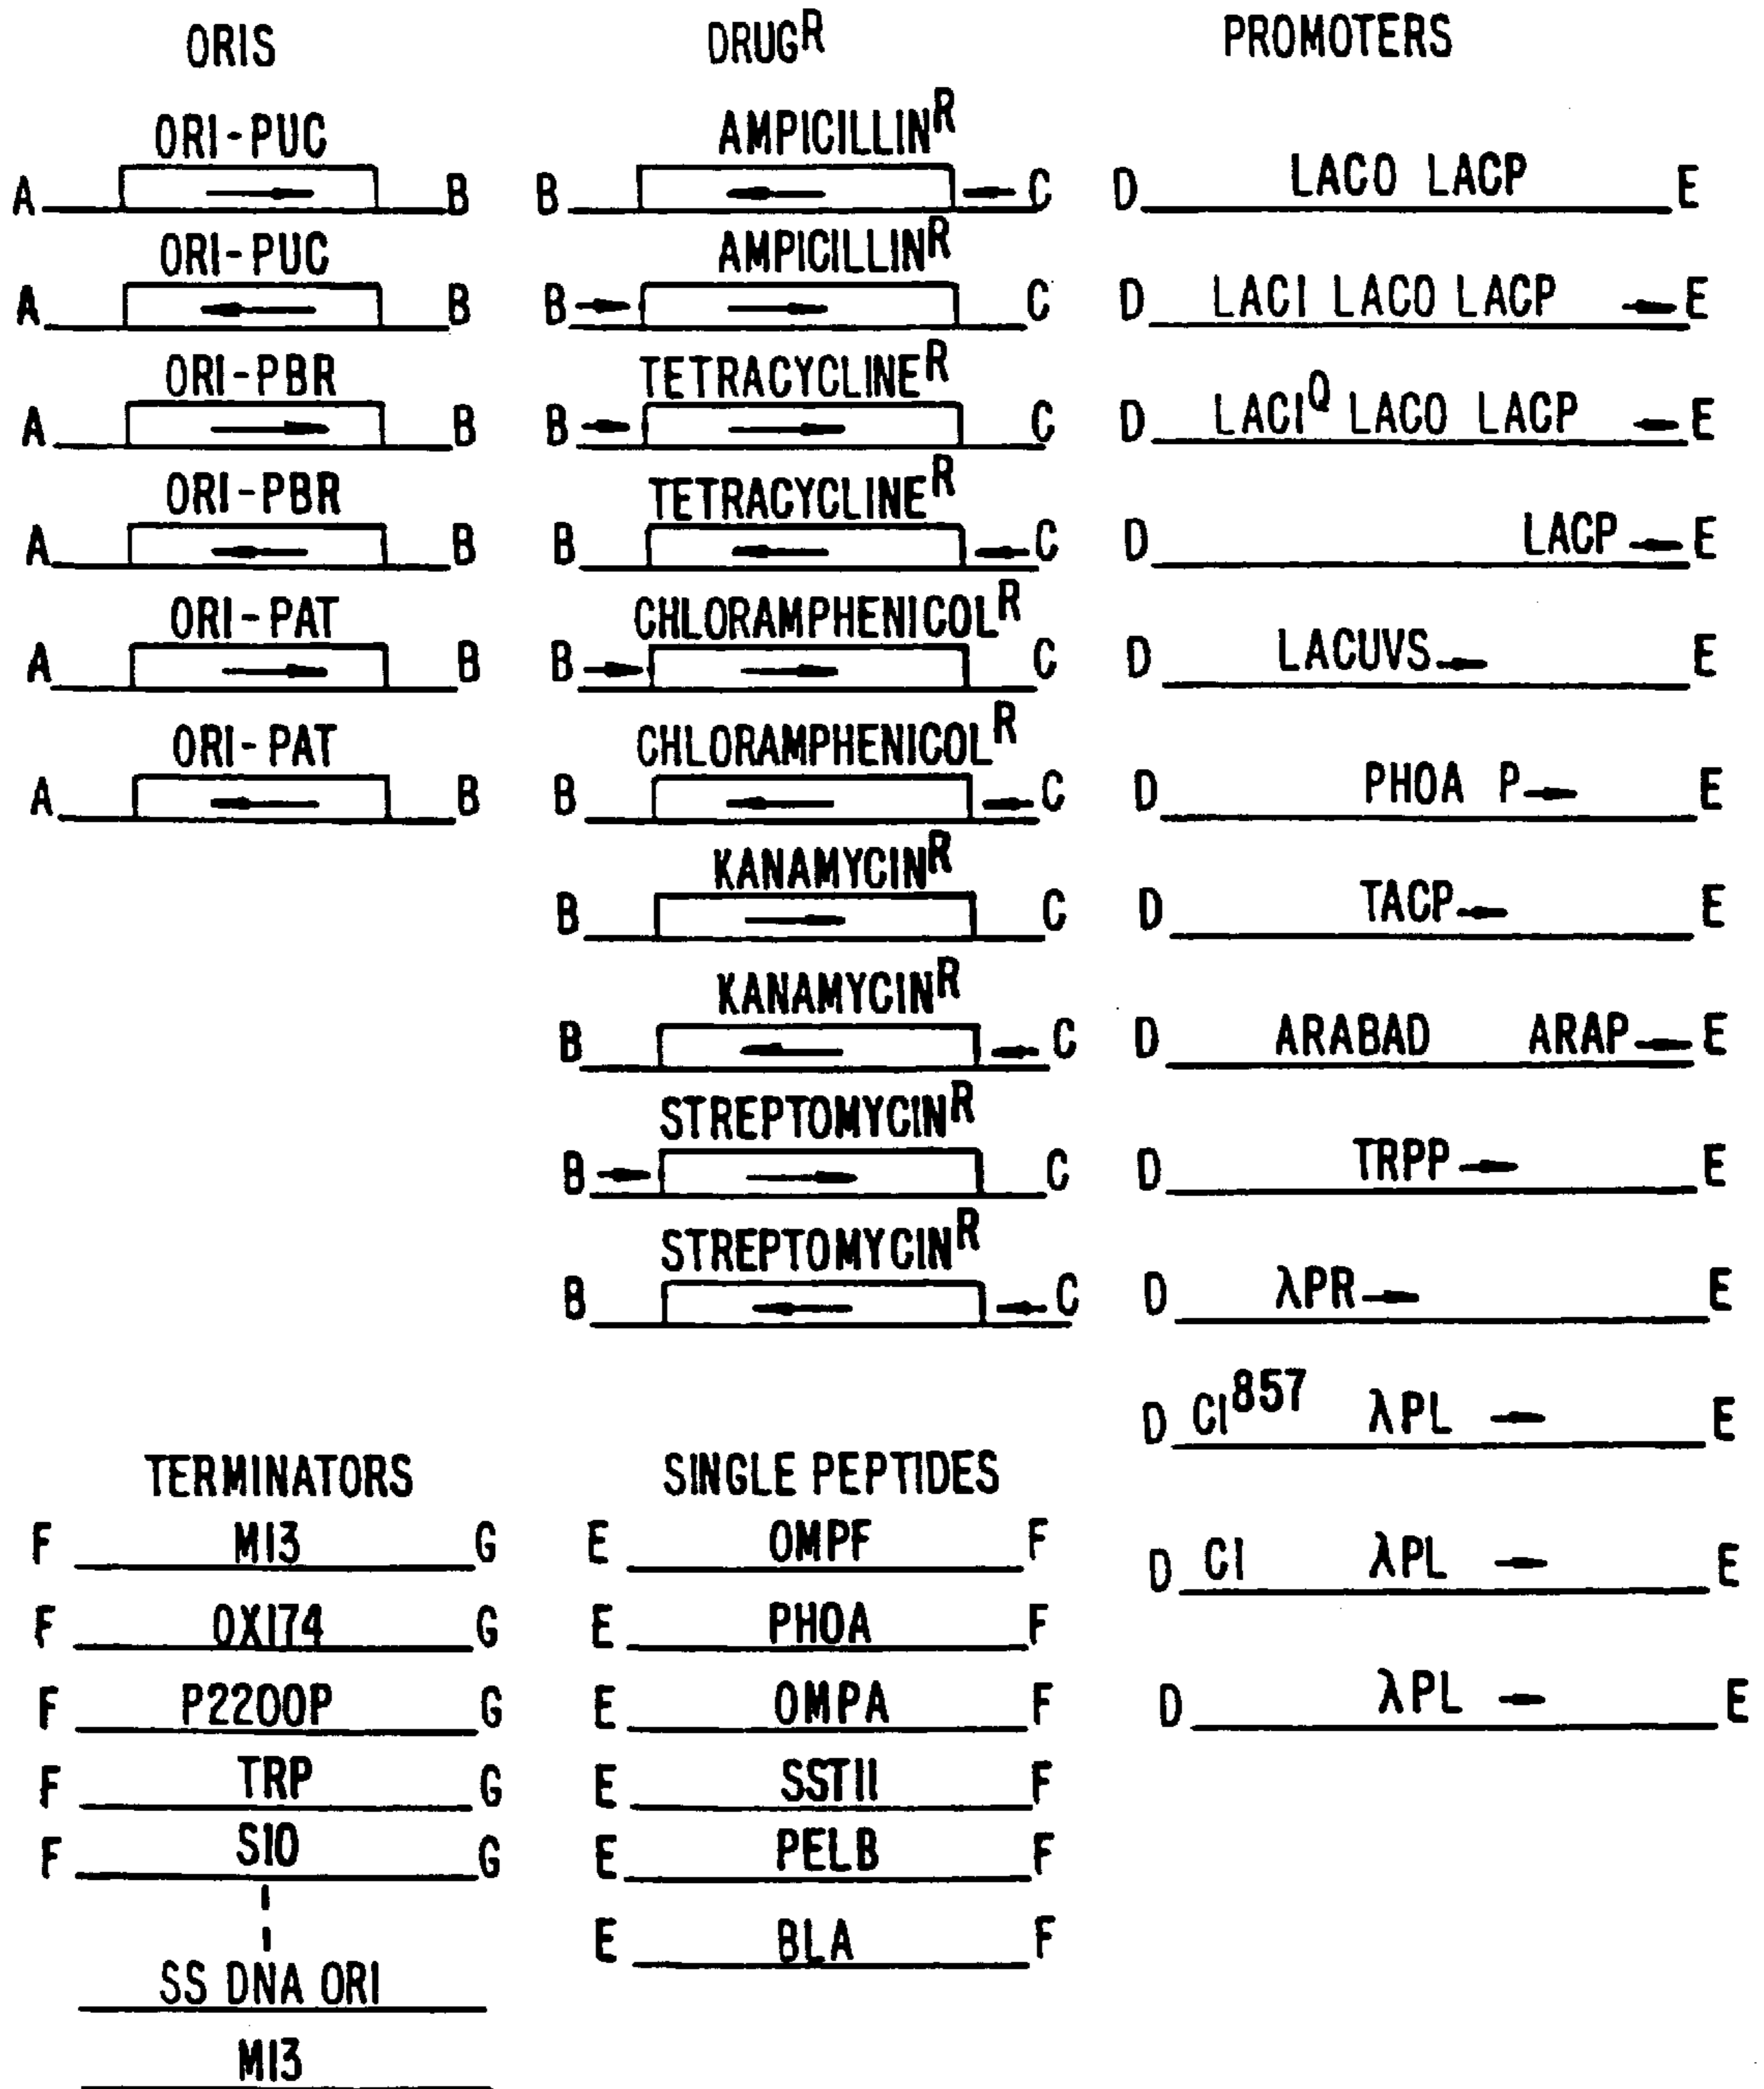 ORIS
A ORI-PUC B
A ORI-PUC B
A ORI-PBR B
A ORI-PBR B
A ORI-PAT B
A ORI-PAT B
DRUGR
B AMPICILLINR C
B AMPICILLINR C
B TETRACYCLINER C
B TETRACYCLINER C
B CHLORAMPHENICOLR C
B CHLORAMPHENICOLR C
B KANAMYCINR C
B KANAMYCINR C
B STREPTOMYCINR C
B STREPTOMYCINR C
PROMOTERS
D LACO LACP E
D LACI LACO LACP E
D LACIQ LACO LACP E
D LACP E
D LACUVS E
D PHOA P E
D TACP E
D ARABAD ARAP E
D TRPP E
D λPR E
D CI857 λPL E
D CI λPL E
D λPL E
TERMINATORS
F M13 G
F OX174 G
F P2200P G
F TRP G
F S10 G
SS DNA ORI
M13
SINGLE PEPTIDES
E OMPF F
E PHOA F
E OMPA F
E SSTII F
E PELB F
E BLA F